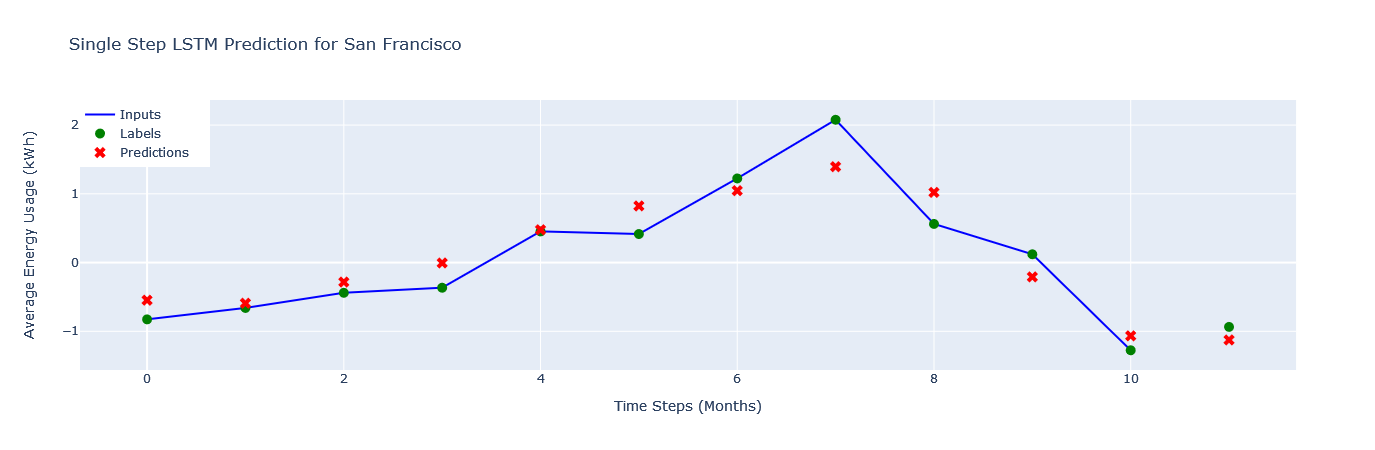 Single Step LSTM Prediction for San Francisco
Inputs
Labels
Predictions
Average Energy Usage (kWh)
2
1
0
−1
0 2 4 6 8 10
Time Steps (Months)